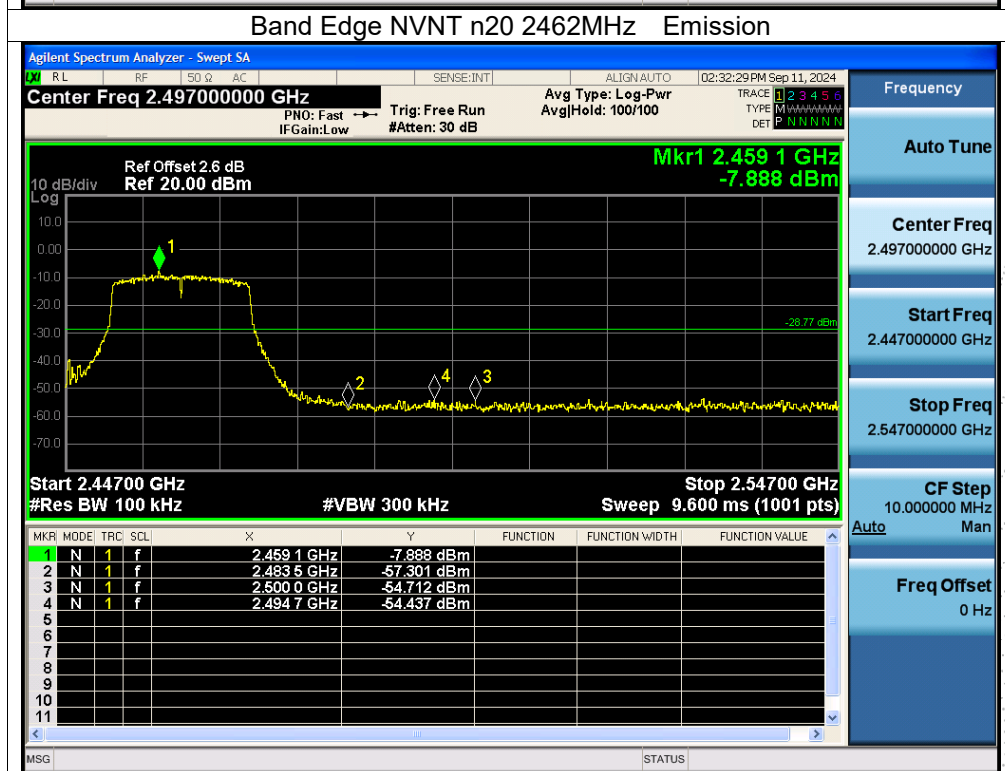 Band Edge NVNT n20 2462MHz Emission
Agilent Spectrum Analyzer - Swept SA
LXI RL RF 50 Ω AC SENSE:INT ALIGN AUTO 02:32:29 PM Sep 11, 2024
Center Freq 2.497000000 GHz
PNO: Fast
IFGain:Low
Trig: Free Run
#Atten: 30 dB
Avg Type: Log-Pwr
Avg|Hold: 100/100
TRACE 1 2 3 4 5 6
TYPE M
DET P N N N N N
Ref Offset 2.6 dB
Ref 20.00 dBm
10 dB/div
Log
Mkr1 2.459 1 GHz
-7.888 dBm
10.0
0.00
-10.0
-20.0
-30.0
-40.0
-50.0
-60.0
-70.0
1
-28.77 dBm
2
4
3
Start 2.44700 GHz
Stop 2.54700 GHz
#Res BW 100 kHz
#VBW 300 kHz
Sweep 9.600 ms (1001 pts)
MKR MODE TRC SCL X Y FUNCTION FUNCTION WIDTH FUNCTION VALUE
1 N 1 f 2.459 1 GHz -7.888 dBm
2 N 1 f 2.483 5 GHz -57.301 dBm
3 N 1 f 2.500 0 GHz -54.712 dBm
4 N 1 f 2.494 7 GHz -54.437 dBm
5
6
7
8
9
10
11
MSG
STATUS
Frequency
Auto Tune
Center Freq
2.497000000 GHz
Start Freq
2.447000000 GHz
Stop Freq
2.547000000 GHz
CF Step
10.000000 MHz
Auto Man
Freq Offset
0 Hz